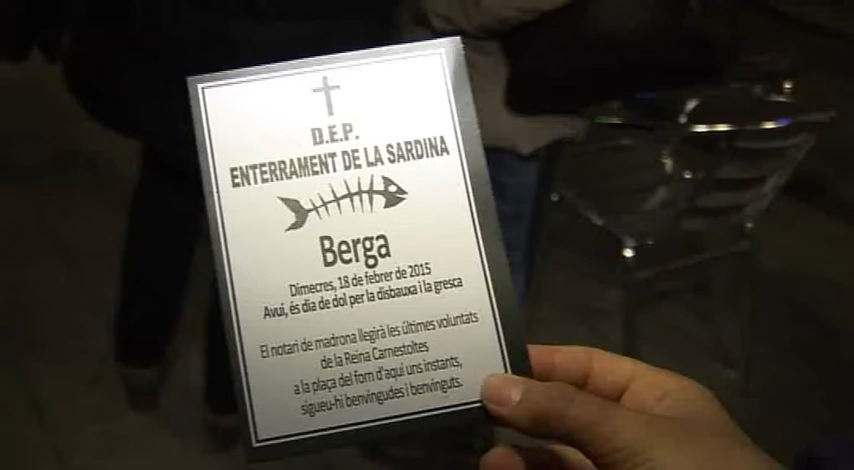 D.E.P.
ENTERRAMENT DE LA SARDINA
Berga
Dimecres, 18 de febrer de 2015
Avui, és dia de dol per la disbauxa i la gresca
El notari de madrona llegirà les últimes voluntats
de la Reina Carnestoltes
a la plaça del forn d'aquí uns instants,
sigueu-hi benvingudes i benvinguts.